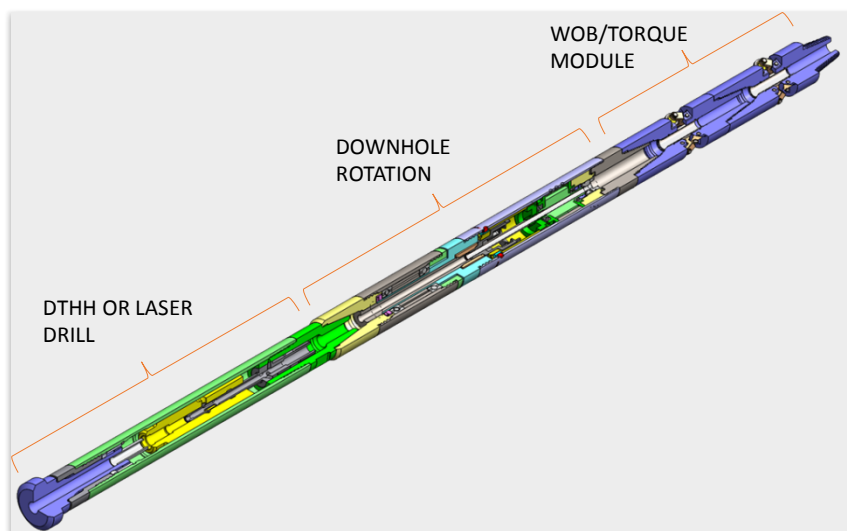 WOB/TORQUE
MODULE
DOWNHOLE
ROTATION
DTHH OR LASER
DRILL